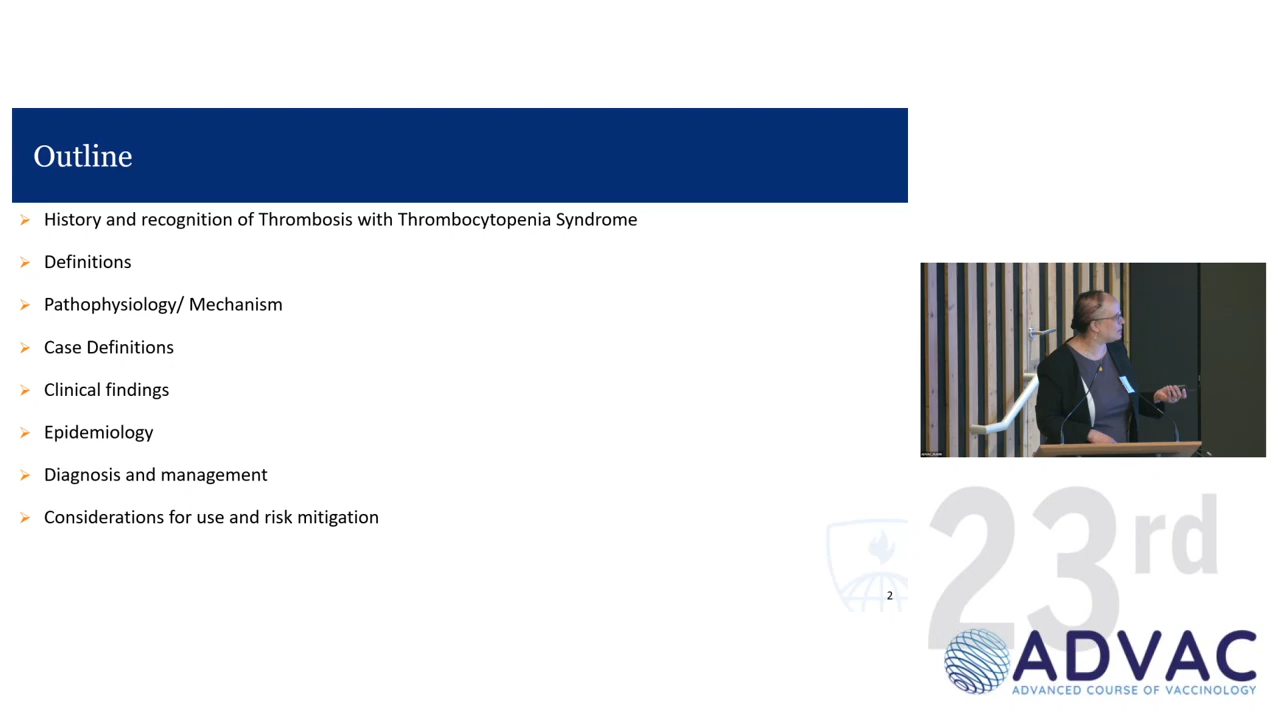 Outline
History and recognition of Thrombosis with Thrombocytopenia Syndrome
Definitions
Pathophysiology/ Mechanism
Case Definitions
Clinical findings
Epidemiology
Diagnosis and management
Considerations for use and risk mitigation
2
23rd
ADVAC
ADVANCED COURSE OF VACCINOLOGY